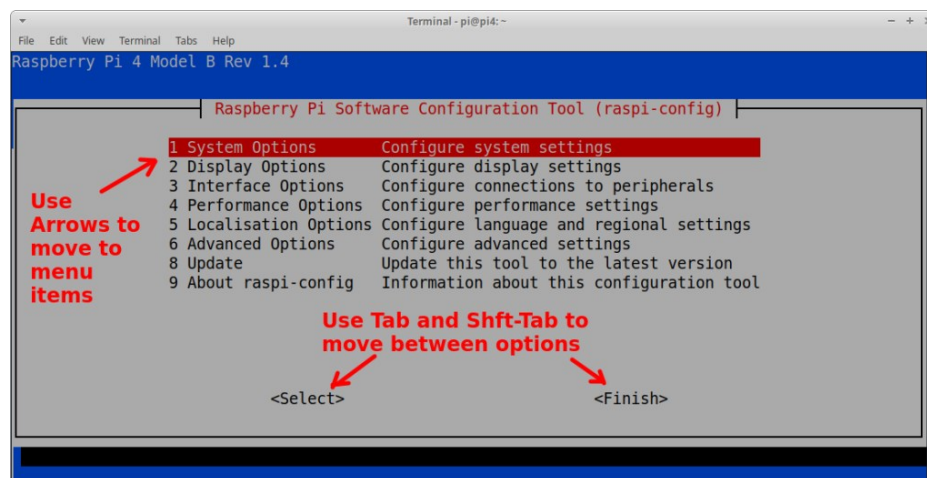 Terminal - pi@pi4: ~
File Edit View Terminal Tabs Help
Raspberry Pi 4 Model B Rev 1.4
Raspberry Pi Software Configuration Tool (raspi-config)
1 System Options Configure system settings
2 Display Options Configure display settings
3 Interface Options Configure connections to peripherals
4 Performance Options Configure performance settings
5 Localisation Options Configure language and regional settings
6 Advanced Options Configure advanced settings
8 Update Update this tool to the latest version
9 About raspi-config Information about this configuration tool
Use
Arrows to
move to
menu
items
Use Tab and Shft-Tab to
move between options
<Select> <Finish>